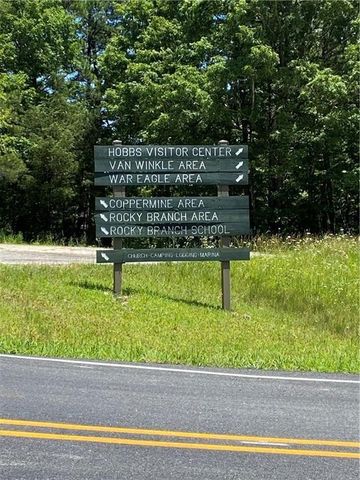 HOBBS VISITOR CENTER
VAN WINKLE AREA
WAR EAGLE AREA
COPPERMINE AREA
ROCKY BRANCH AREA
ROCKY BRANCH SCHOOL
CHURCH-CAMPING-LODGING-MARINA